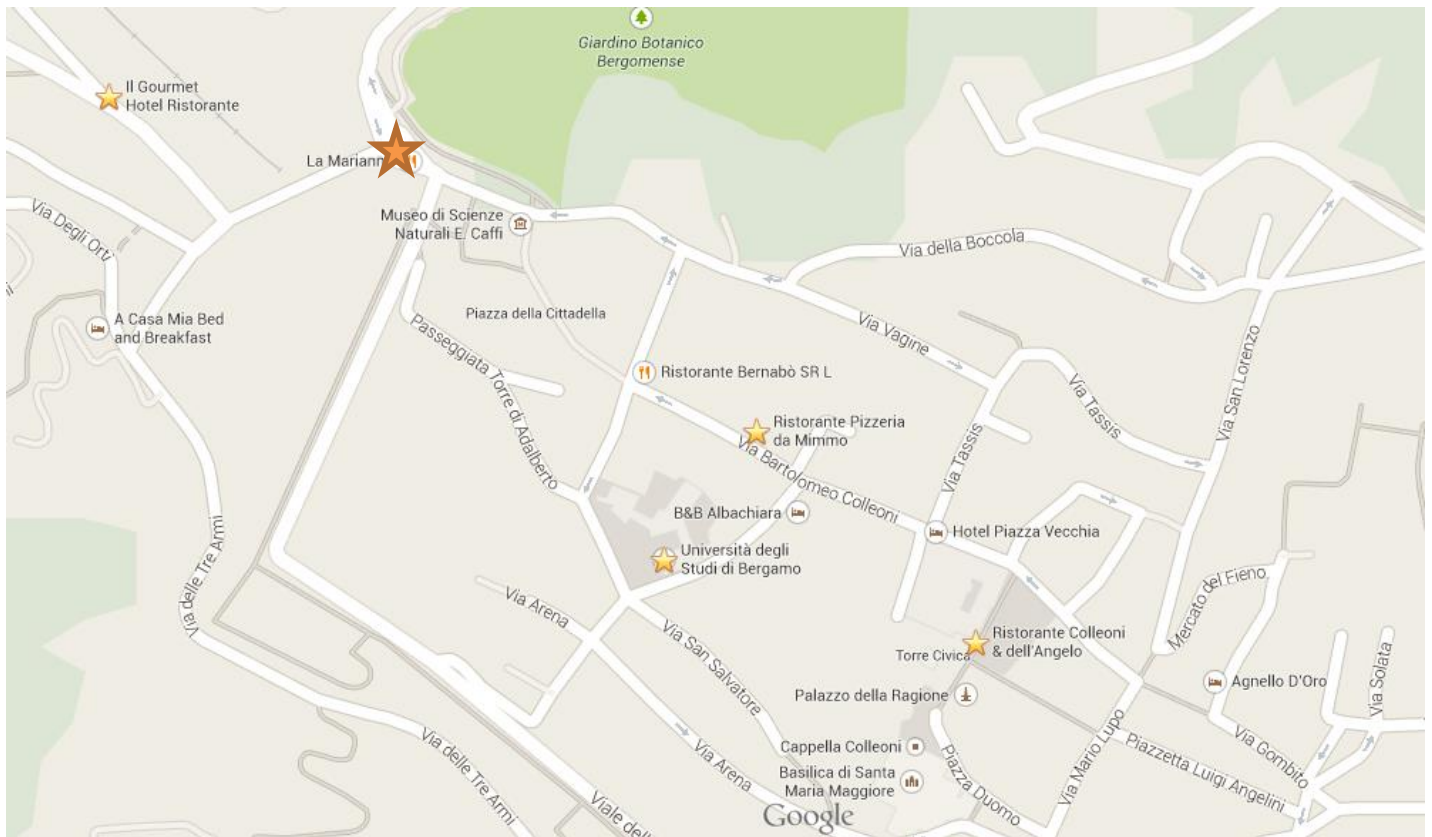 Giardino Botanico
Bergomense
Il Gourmet
Hotel Ristorante
La Mariann
Museo di Scienze
Naturali E. Caffi
Via Degli Orti
Via della Boccola
A Casa Mia Bed
and Breakfast
Piazza della Cittadella
Passeggiata Torre di Adalberto
Via Vagine
Via San Lorenzo
Ristorante Bernabò SR L
Via Tassis
Ristorante Pizzeria
da Mimmo
Via Tassis
Via Bartolomeo Colleoni
B&B Albachiara
Hotel Piazza Vecchia
Università degli
Studi di Bergamo
Via delle Tre Armi
Via Arena
Mercato del Fieno
Via San Salvatore
Ristorante Colleoni
& dell'Angelo
Torre Civica
Agnello D'Oro
Via Solata
Palazzo della Ragione
Via delle Tre Armi
Via Arena
Cappella Colleoni
Basilica di Santa
Maria Maggiore
Piazza Duomo
Via Mario Lupo
Piazzetta Luigi Angelini
Via Gombito
Viale del
Google